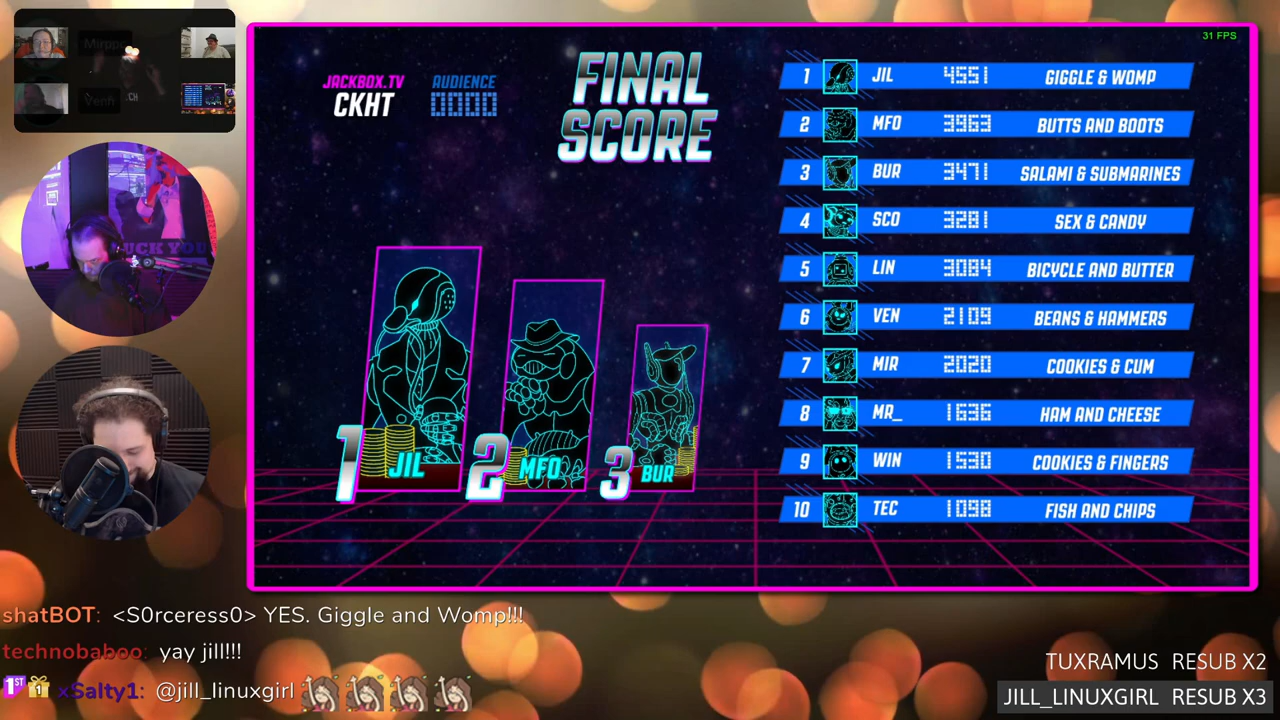 31 FPS
JACKBOX.TV
CKHT
AUDIENCE
0000
FINAL
SCORE
1 JIL 4551 GIGGLE & WOMP
2 MFO 3963 BUTTS AND BOOTS
3 BUR 3471 SALAMI & SUBMARINES
4 SCO 3281 SEX & CANDY
5 LIN 3084 BICYCLE AND BUTTER
6 VEN 2109 BEANS & HAMMERS
7 MIR 2020 COOKIES & CUM
8 MR_ 1636 HAM AND CHEESE
9 WIN 1530 COOKIES & FINGERS
10 TEC 1098 FISH AND CHIPS
1 JIL
2 MFO
3 BUR
shatBOT: <S0rceress0> YES. Giggle and Womp!!!
technobaboo: yay jill!!!
1ST 1 xSalty1: @jill_linuxgirl
TUXRAMUS RESUB X2
JILL_LINUXGIRL RESUB X3